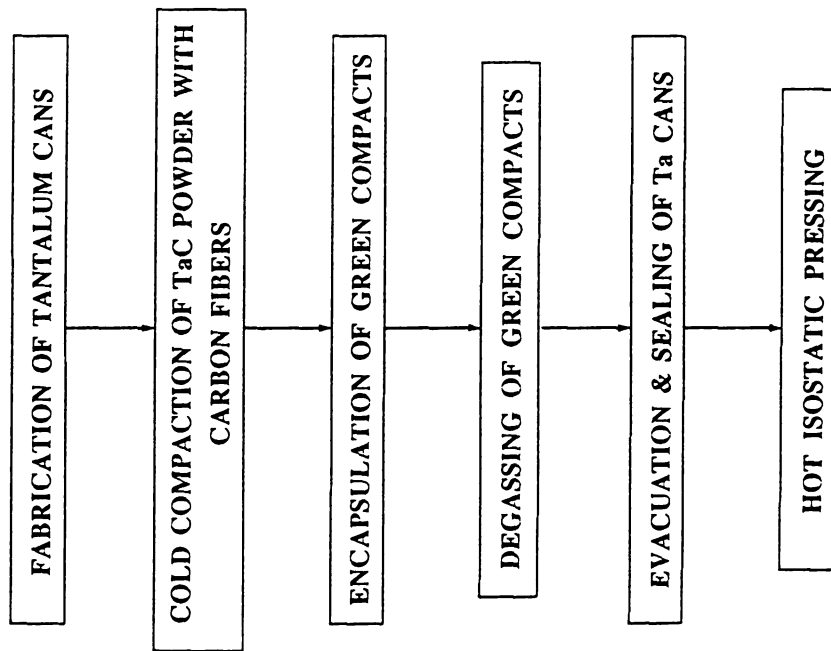 FABRICATION OF TANTALUM CANS
COLD COMPACTION OF TaC POWDER WITH
CARBON FIBERS
ENCAPSULATION OF GREEN COMPACTS
DEGASSING OF GREEN COMPACTS
EVACUATION & SEALING OF Ta CANS
HOT ISOSTATIC PRESSING